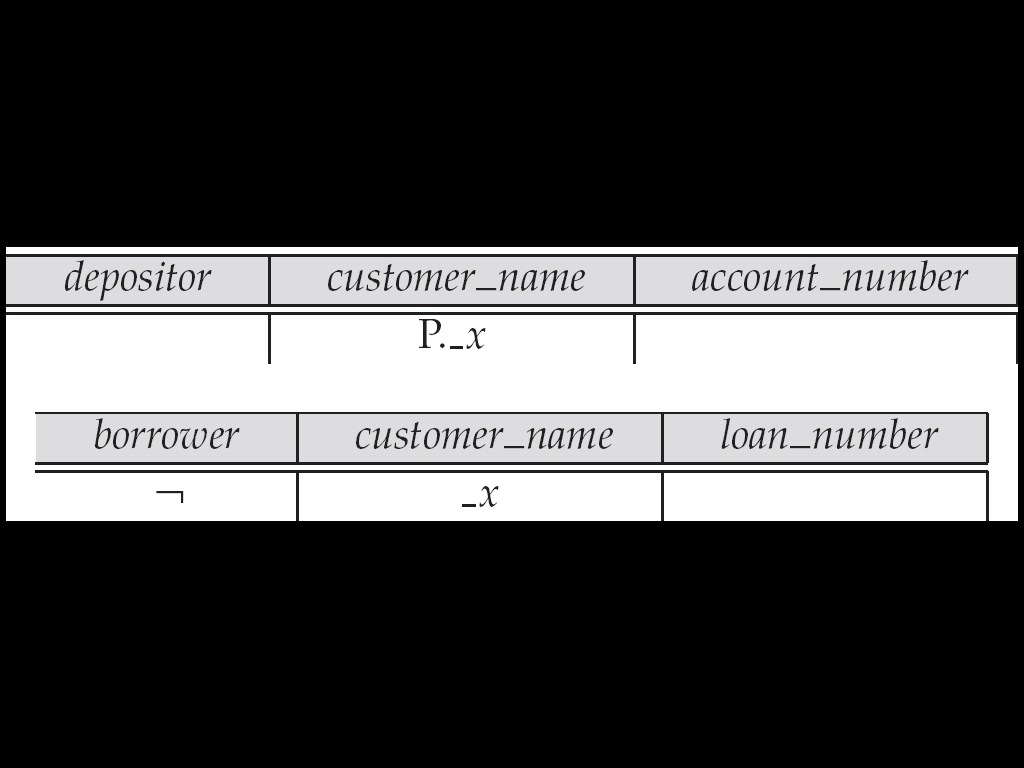 depositor customer_name account_number
P._x
borrower customer_name loan_number
¬ _x